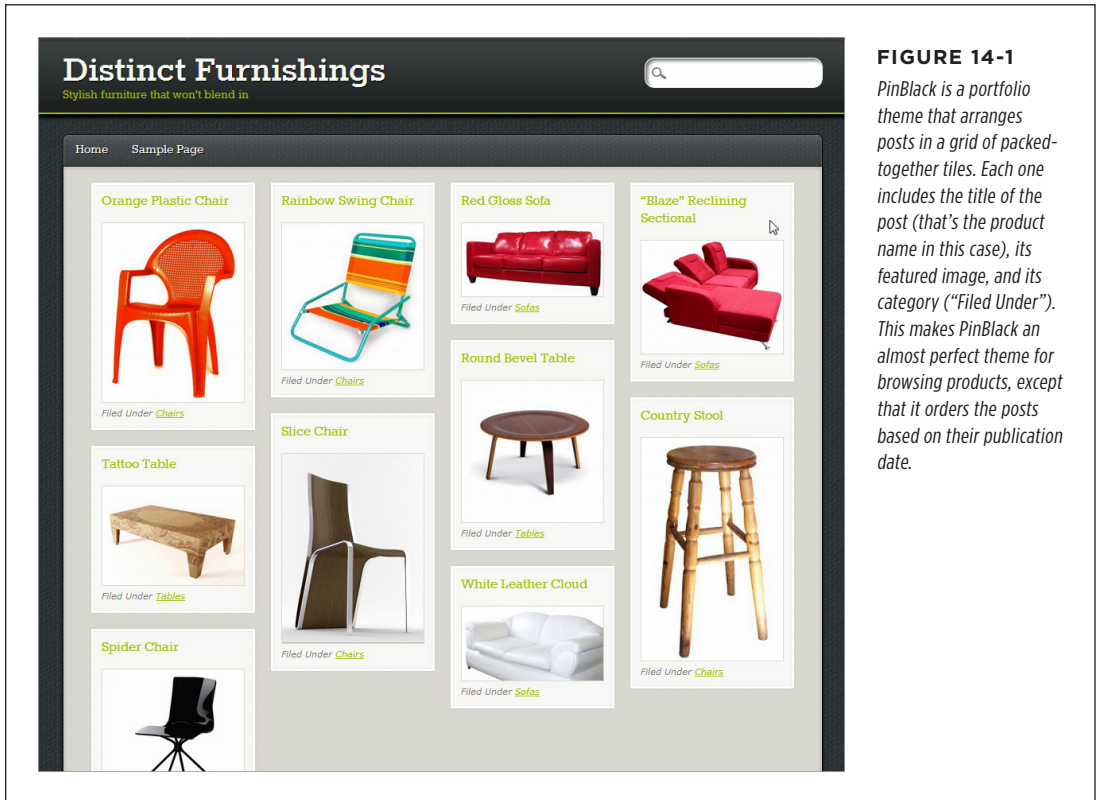 Distinct Furnishings
Stylish furniture that won't blend in
Home Sample Page
Orange Plastic Chair
Filed Under Chairs
Tattoo Table
Filed Under Tables
Spider Chair
Rainbow Swing Chair
Filed Under Chairs
Slice Chair
Filed Under Chairs
Red Gloss Sofa
Filed Under Sofas
Round Bevel Table
Filed Under Tables
White Leather Cloud
Filed Under Sofas
“Blaze” Reclining
Sectional
Filed Under Sofas
Country Stool
Filed Under Chairs
FIGURE 14-1
PinBlack is a portfolio
theme that arranges
posts in a grid of packed-
together tiles. Each one
includes the title of the
post (that’s the product
name in this case), its
featured image, and its
category (“Filed Under”).
This makes PinBlack an
almost perfect theme for
browsing products, except
that it orders the posts
based on their publication
date.